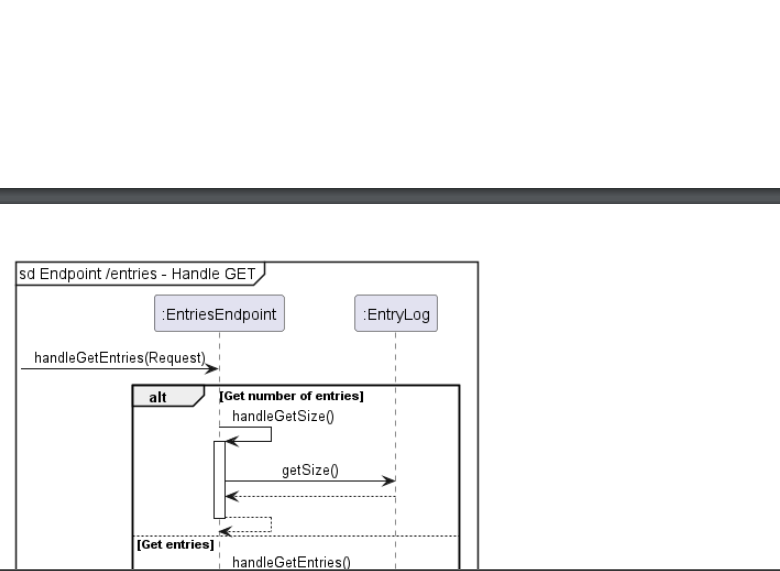 sd Endpoint /entries - Handle GET
:EntriesEndpoint
:EntryLog
handleGetEntries(Request)
alt
[Get number of entries]
handleGetSize()
getSize()
[Get entries]
handleGetEntries()